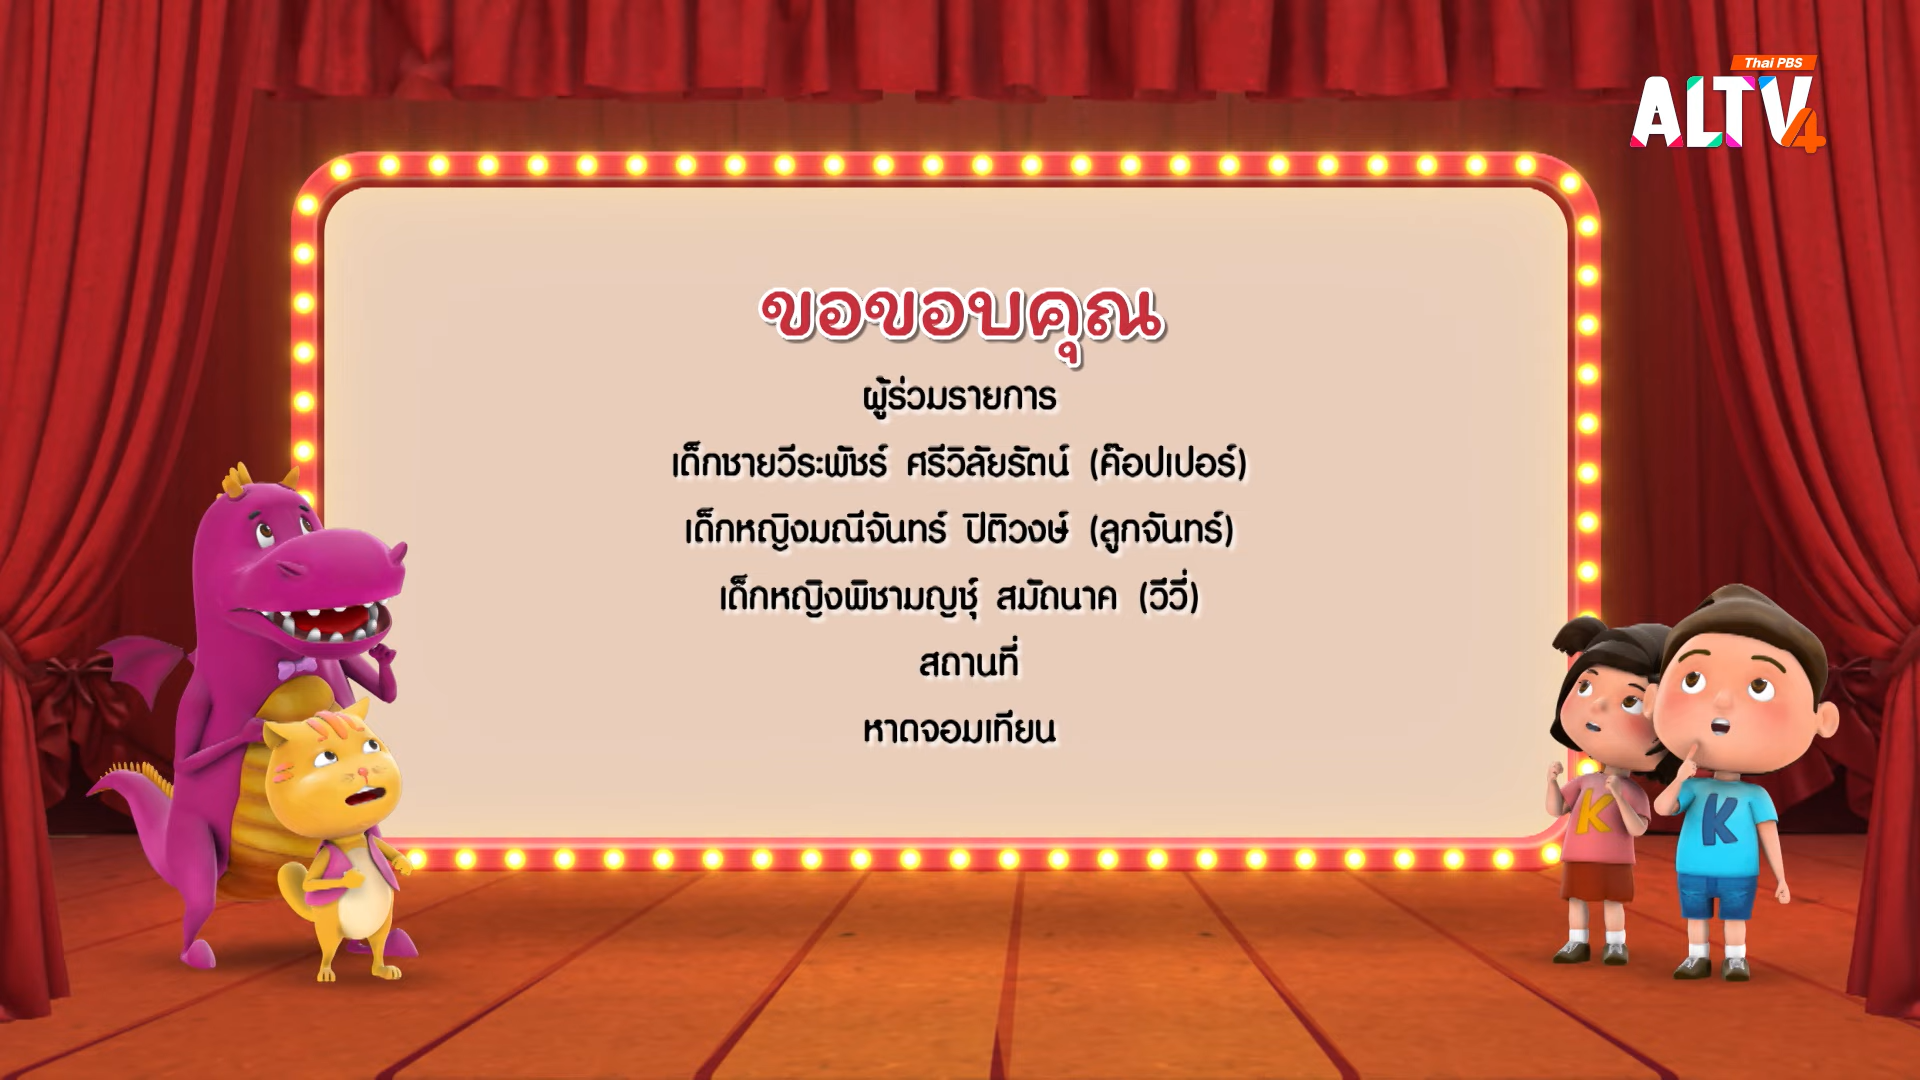 Thai PBS
ALTV4
ขอขอบคุณ
ผู้ร่วมรายการ
เด็กชายวีระพัชร์ ศรีวิลัยรัตน์ (ค๊อปเปอร์)
เด็กหญิงมณีจันทร์ ปิติวงษ์ (ลูกจันทร์)
เด็กหญิงพิชามญชุ์ สมัถนาค (วีวี่)
สถานที่
หาดจอมเทียน
K K